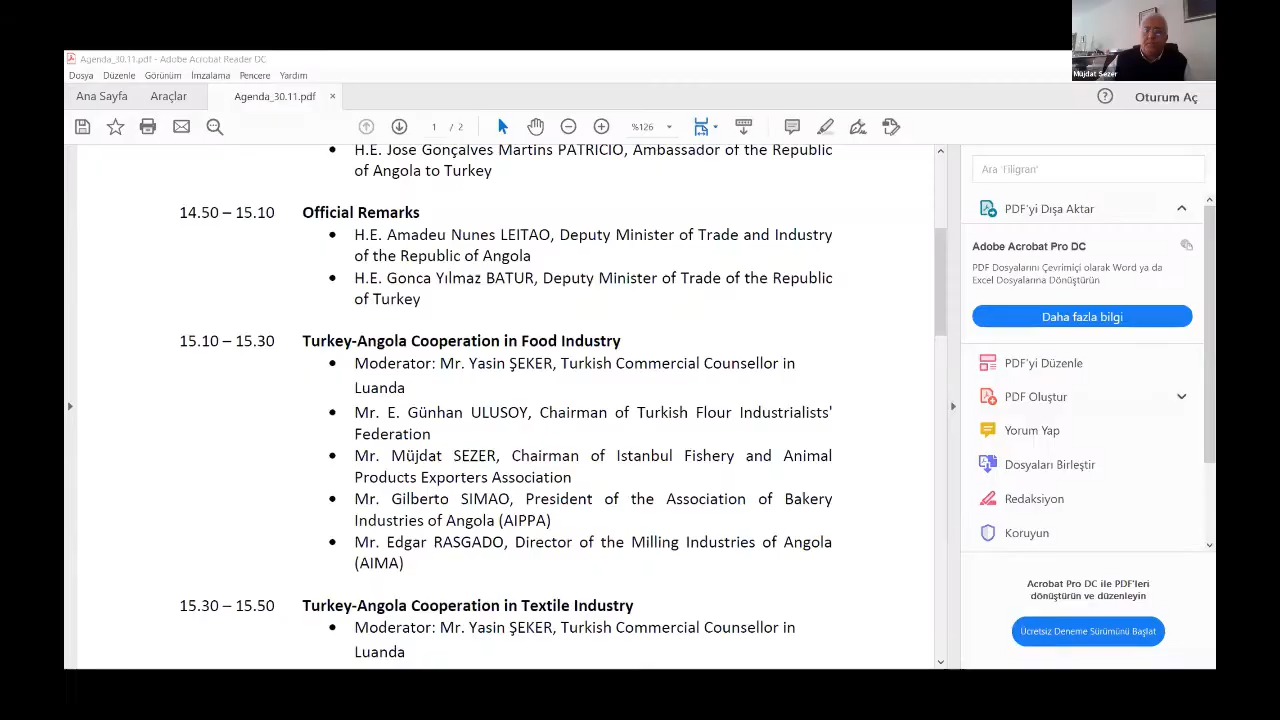 Agenda_30.11.pdf - Adobe Acrobat Reader DC
Müjdat Sezer
Dosya Düzenle Görünüm İmzalama Pencere Yardım
Ana Sayfa Araçlar Agenda_30.11.pdf × Oturum Aç
1 / 2 %126
H.E. Jose Gonçalves Martins PATRICIO, Ambassador of the Republic
of Angola to Turkey
14.50 – 15.10 Official Remarks
• H.E. Amadeu Nunes LEITAO, Deputy Minister of Trade and Industry
of the Republic of Angola
• H.E. Gonca Yılmaz BATUR, Deputy Minister of Trade of the Republic
of Turkey
15.10 – 15.30 Turkey-Angola Cooperation in Food Industry
• Moderator: Mr. Yasin ŞEKER, Turkish Commercial Counsellor in
Luanda
• Mr. E. Günhan ULUSOY, Chairman of Turkish Flour Industrialists'
Federation
• Mr. Müjdat SEZER, Chairman of Istanbul Fishery and Animal
Products Exporters Association
• Mr. Gilberto SIMAO, President of the Association of Bakery
Industries of Angola (AIPPA)
• Mr. Edgar RASGADO, Director of the Milling Industries of Angola
(AIMA)
15.30 – 15.50 Turkey-Angola Cooperation in Textile Industry
• Moderator: Mr. Yasin ŞEKER, Turkish Commercial Counsellor in
Luanda
Ara 'Filigran'
PDF'yi Dışa Aktar
Adobe Acrobat Pro DC
PDF Dosyalarını Çevrimiçi olarak Word ya da
Excel Dosyalarına Dönüştürün
Daha fazla bilgi
PDF'yi Düzenle
PDF Oluştur
Yorum Yap
Dosyaları Birleştir
Redaksiyon
Koruyun
Acrobat Pro DC ile PDF'leri
dönüştürün ve düzenleyin
Ücretsiz Deneme Sürümünü Başlat